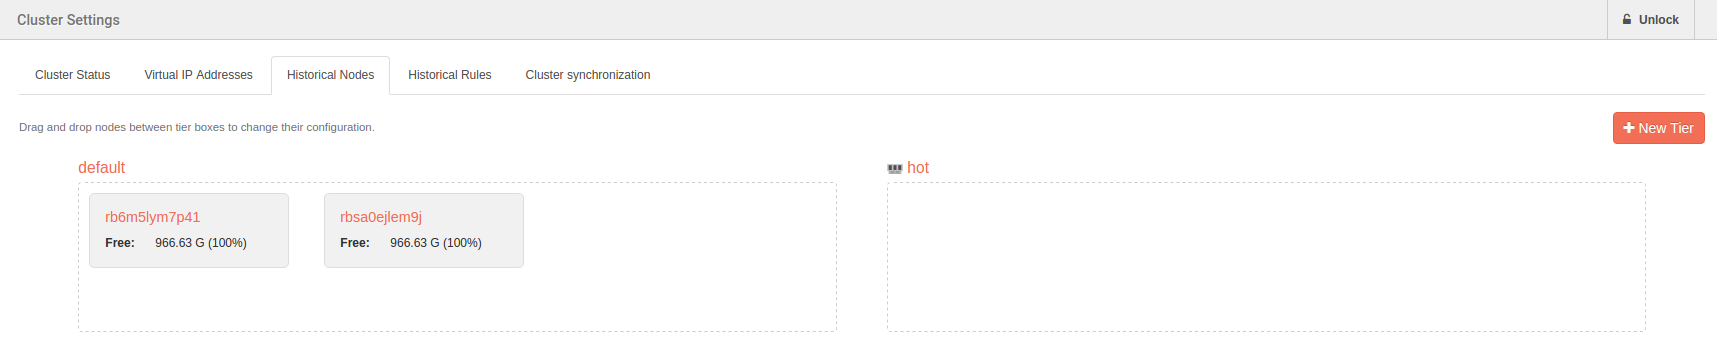 Cluster Settings
Unlock
Cluster Status
Virtual IP Addresses
Historical Nodes
Historical Rules
Cluster synchronization
Drag and drop nodes between tier boxes to change their configuration.
New Tier
default
hot
rb6m5lym7p41
rbsa0ejlem9j
Free: 966.63 G (100%)
Free: 966.63 G (100%)